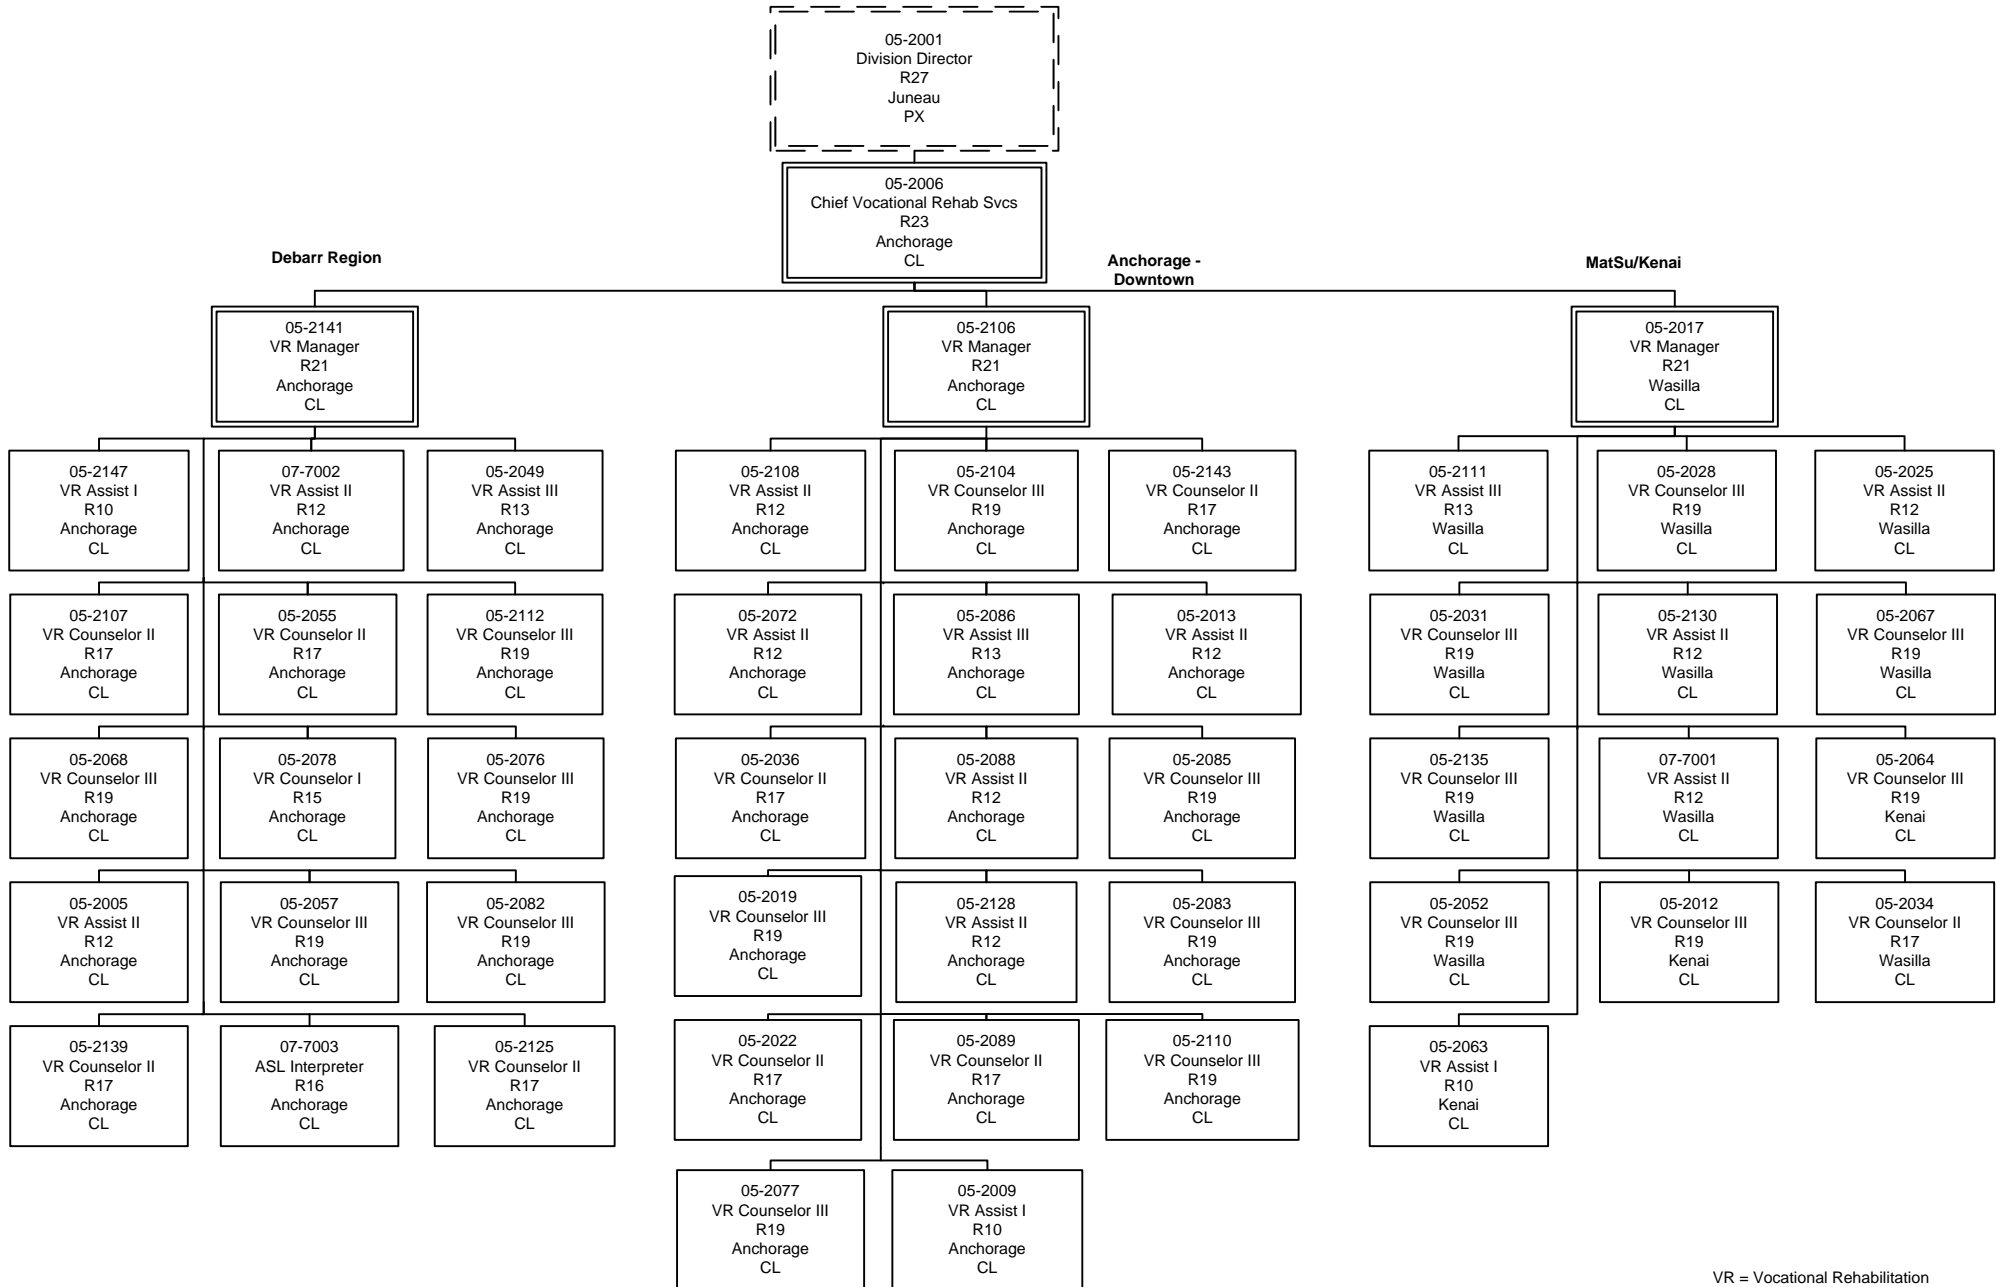 05-2001
Division Director
R27
Juneau
PX
05-2006
Chief Vocational Rehab Svcs
R23
Anchorage
CL
Debarr Region
Anchorage -
Downtown
MatSu/Kenai
05-2141
VR Manager
R21
Anchorage
CL
05-2106
VR Manager
R21
Anchorage
CL
05-2017
VR Manager
R21
Wasilla
CL
05-2147
VR Assist I
R10
Anchorage
CL
07-7002
VR Assist II
R12
Anchorage
CL
05-2049
VR Assist III
R13
Anchorage
CL
05-2108
VR Assist II
R12
Anchorage
CL
05-2104
VR Counselor III
R19
Anchorage
CL
05-2143
VR Counselor II
R17
Anchorage
CL
05-2111
VR Assist III
R13
Wasilla
CL
05-2028
VR Counselor III
R19
Wasilla
CL
05-2025
VR Assist II
R12
Wasilla
CL
05-2107
VR Counselor II
R17
Anchorage
CL
05-2055
VR Counselor II
R17
Anchorage
CL
05-2112
VR Counselor III
R19
Anchorage
CL
05-2072
VR Assist II
R12
Anchorage
CL
05-2086
VR Assist III
R13
Anchorage
CL
05-2013
VR Assist II
R12
Anchorage
CL
05-2031
VR Counselor III
R19
Wasilla
CL
05-2130
VR Assist II
R12
Wasilla
CL
05-2067
VR Counselor III
R19
Wasilla
CL
05-2068
VR Counselor III
R19
Anchorage
CL
05-2078
VR Counselor I
R15
Anchorage
CL
05-2076
VR Counselor III
R19
Anchorage
CL
05-2036
VR Counselor II
R17
Anchorage
CL
05-2088
VR Assist II
R12
Anchorage
CL
05-2085
VR Counselor III
R19
Anchorage
CL
05-2135
VR Counselor III
R19
Wasilla
CL
07-7001
VR Assist II
R12
Wasilla
CL
05-2064
VR Counselor III
R19
Kenai
CL
05-2005
VR Assist II
R12
Anchorage
CL
05-2057
VR Counselor III
R19
Anchorage
CL
05-2082
VR Counselor III
R19
Anchorage
CL
05-2019
VR Counselor III
R19
Anchorage
CL
05-2128
VR Assist II
R12
Anchorage
CL
05-2083
VR Counselor III
R19
Anchorage
CL
05-2052
VR Counselor III
R19
Wasilla
CL
05-2012
VR Counselor III
R19
Kenai
CL
05-2034
VR Counselor II
R17
Wasilla
CL
05-2139
VR Counselor II
R17
Anchorage
CL
07-7003
ASL Interpreter
R16
Anchorage
CL
05-2125
VR Counselor II
R17
Anchorage
CL
05-2022
VR Counselor II
R17
Anchorage
CL
05-2089
VR Counselor II
R17
Anchorage
CL
05-2110
VR Counselor III
R19
Anchorage
CL
05-2063
VR Assist I
R10
Kenai
CL
05-2077
VR Counselor III
R19
Anchorage
CL
05-2009
VR Assist I
R10
Anchorage
CL
VR = Vocational Rehabilitation